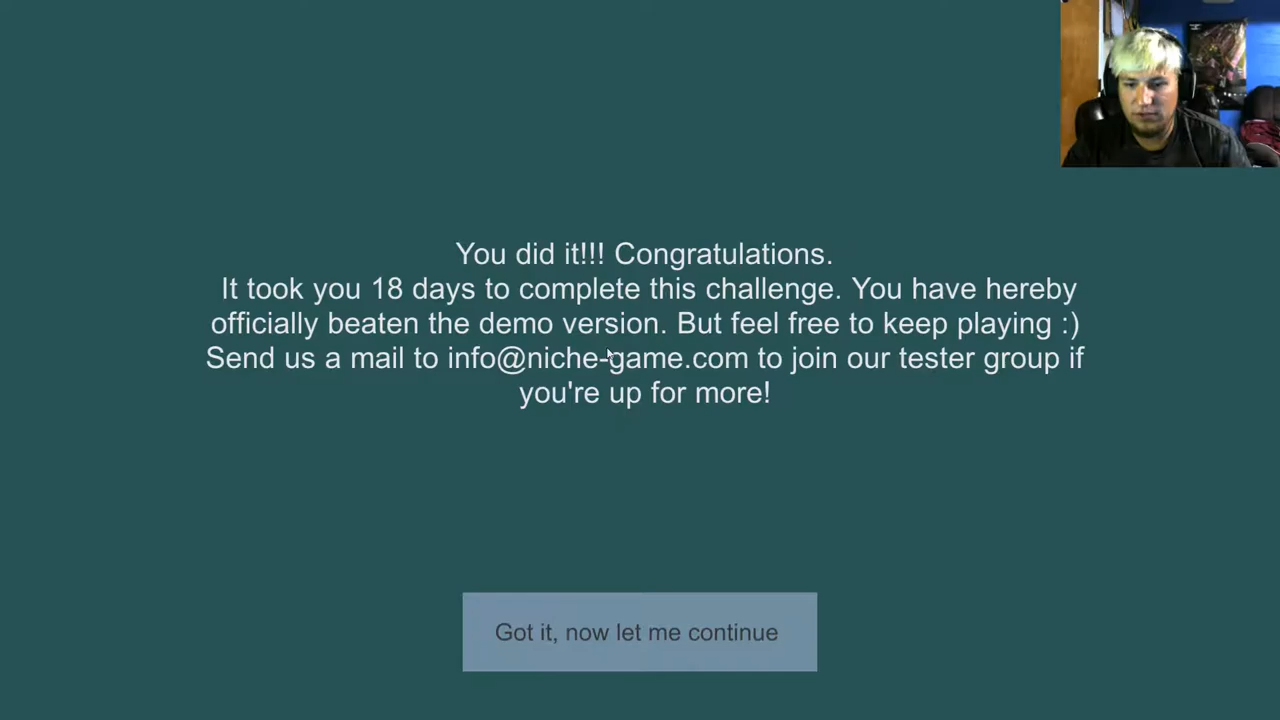 You did it!!! Congratulations.
It took you 18 days to complete this challenge. You have hereby
officially beaten the demo version. But feel free to keep playing :)
Send us a mail to info@niche-game.com to join our tester group if
you're up for more!
Got it, now let me continue